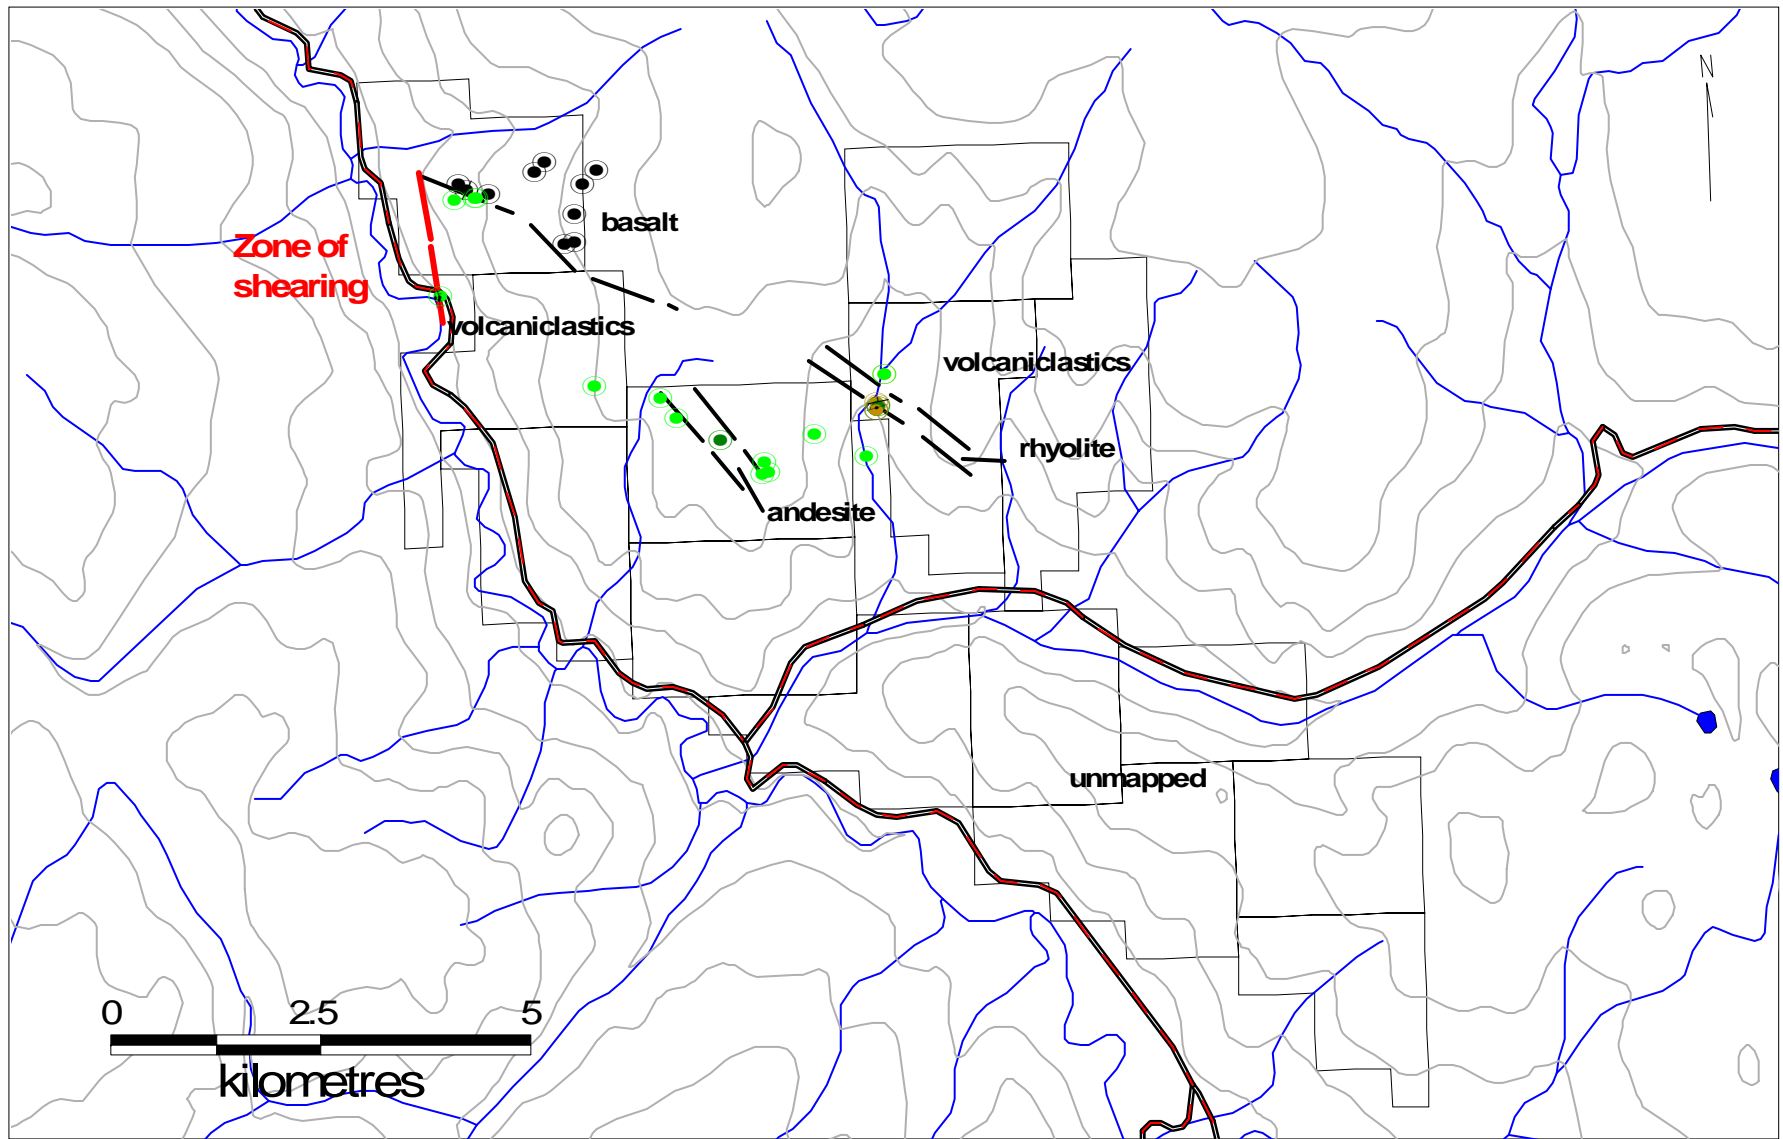 N
basalt
Zone of
shearing
volcaniclastics
volcaniclastics
rhyolite
andesite
unmapped
0 2.5 5
kilometres